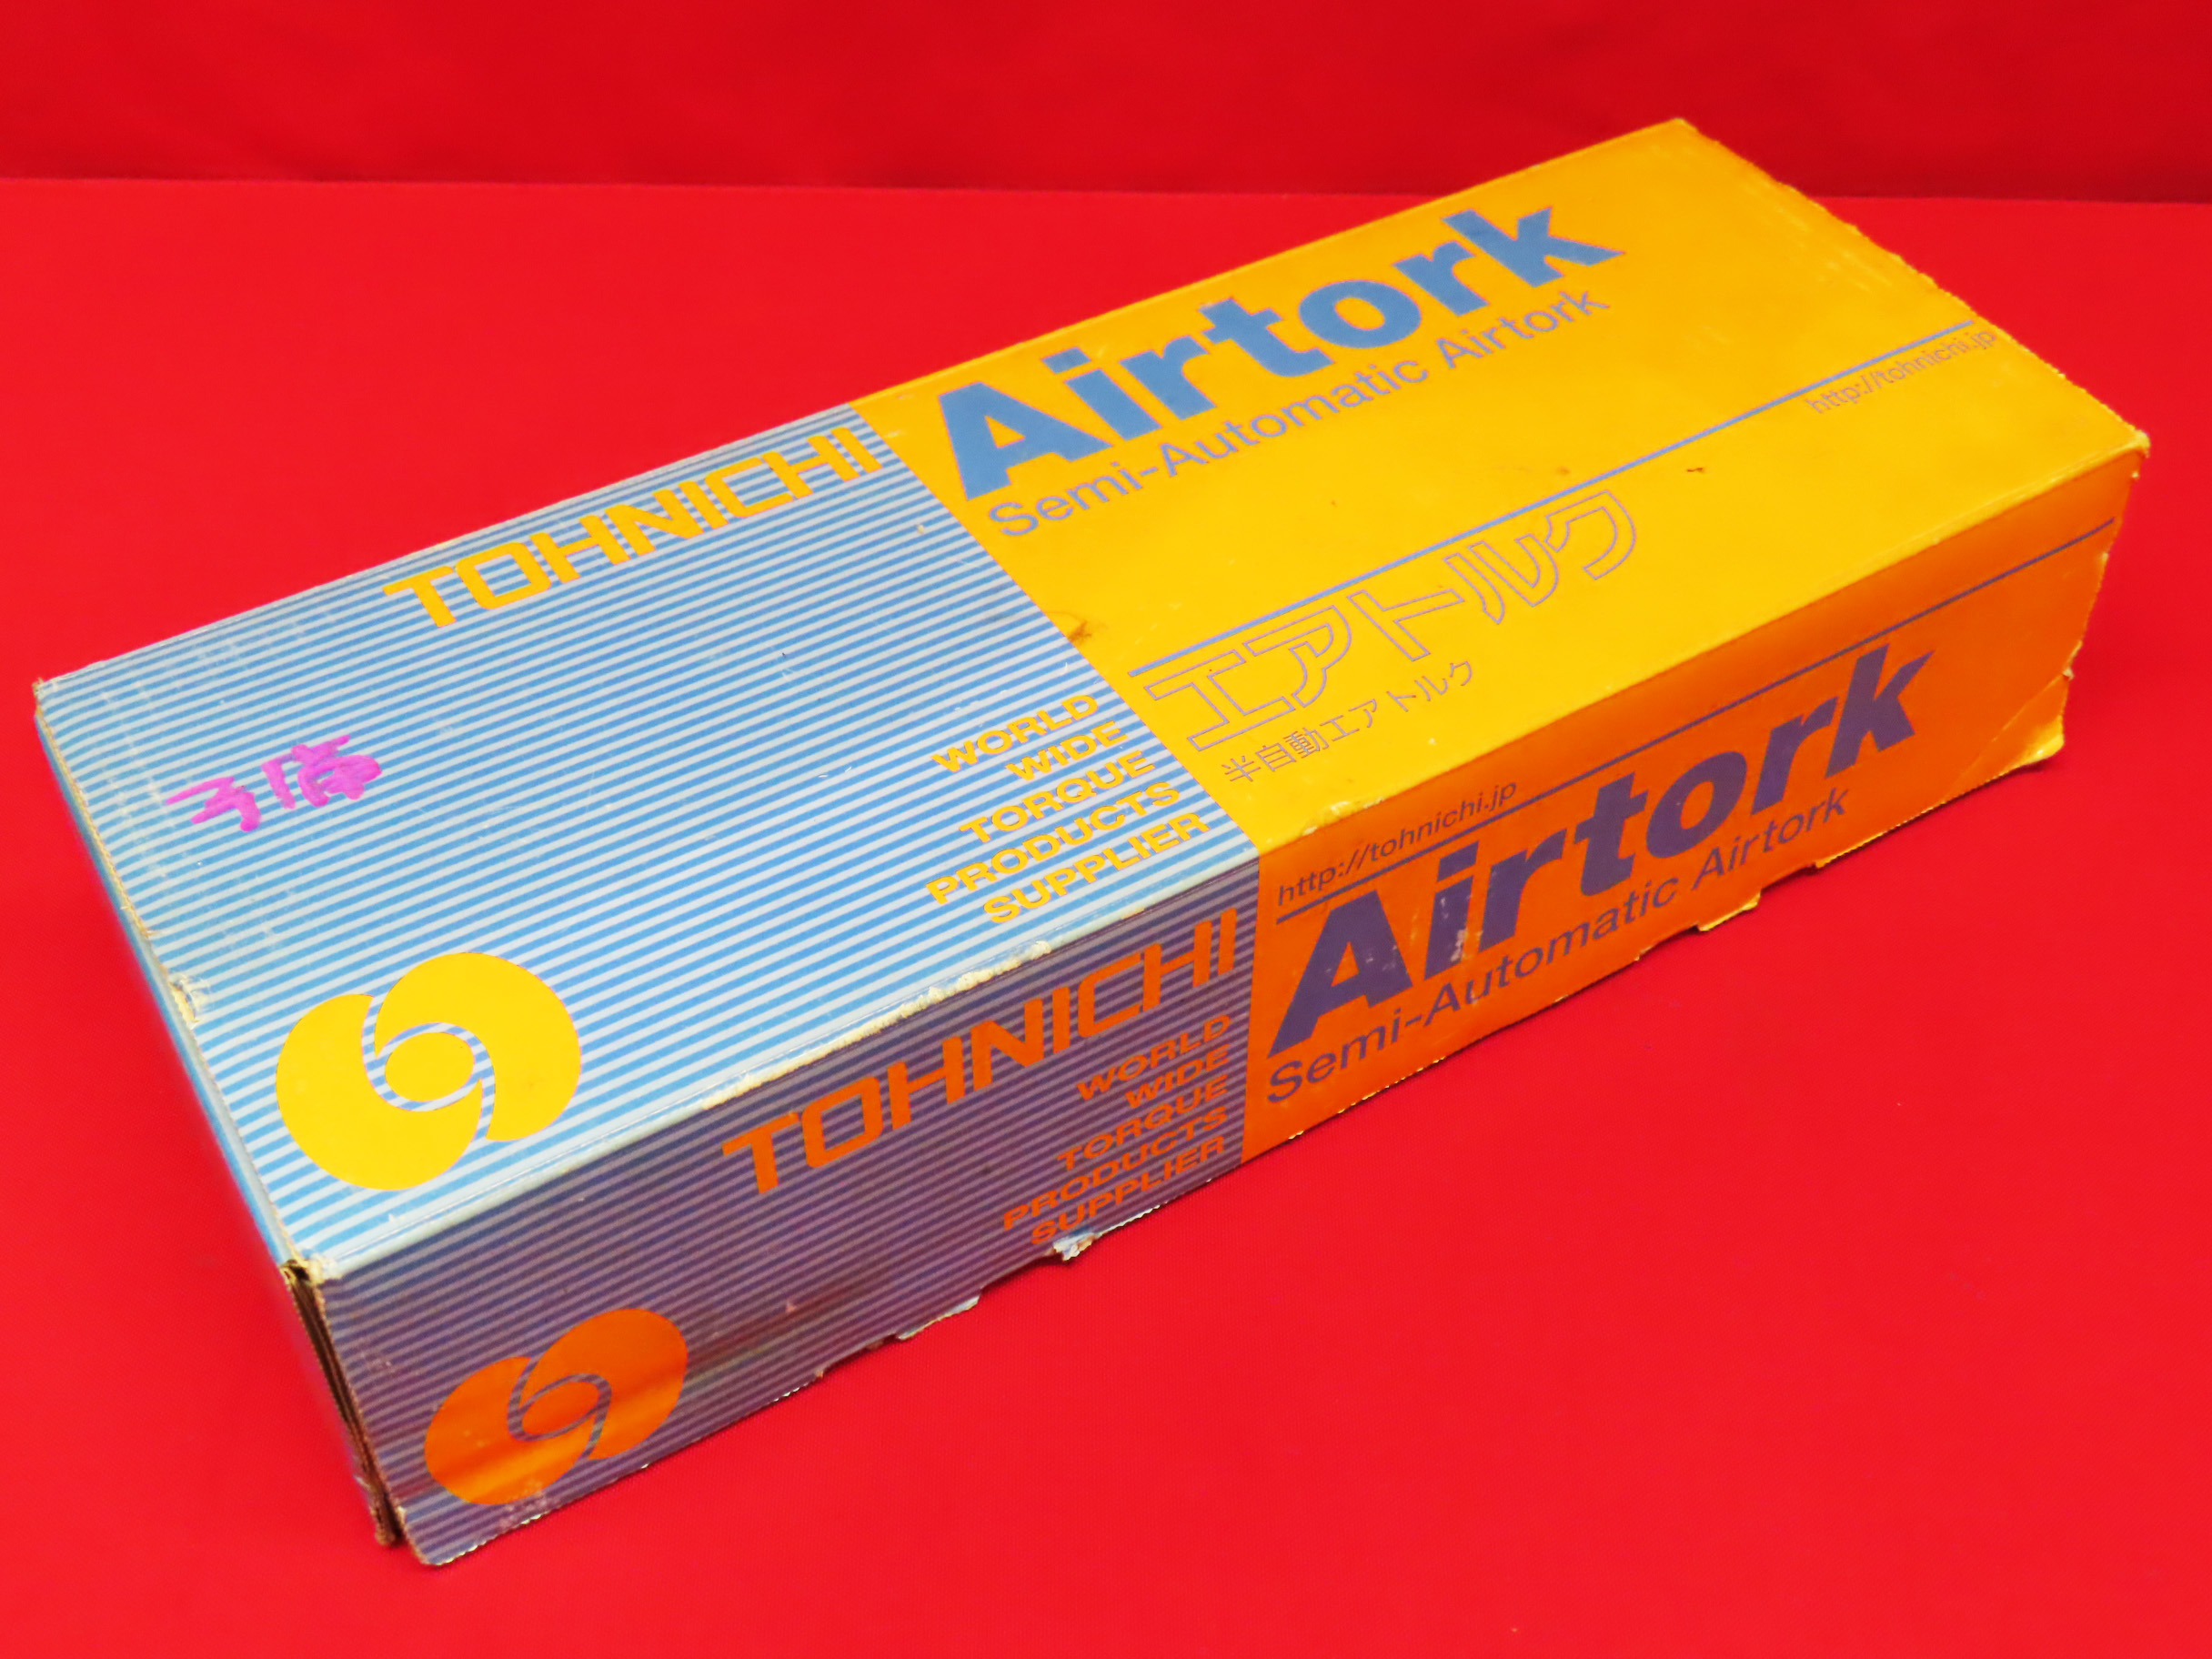 TOHNICHI
WORLD
WIDE
TORQUE
PRODUCTS
SUPPLIER
Airtork
Semi-Automatic Airtork
http://tohnichi.jp
エアトルク
半自動エアトルク
TOHNICHI
WORLD
WIDE
TORQUE
PRODUCTS
SUPPLIER
http://tohnichi.jp
Airtork
Semi-Automatic Airtork